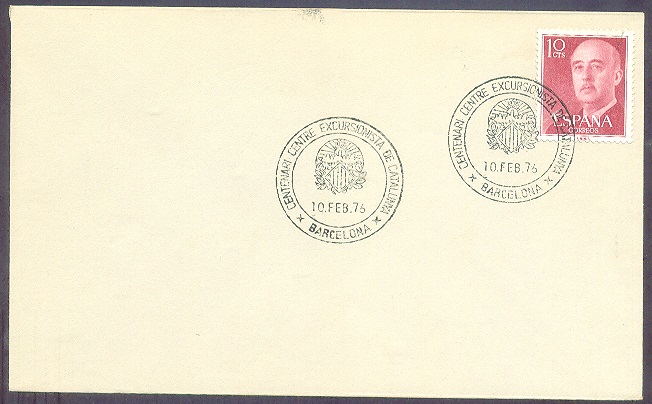 10
CTS
ESPAÑA
CORREOS
CENTENARI CENTRE EXCURSIONISTA DE CATALUNYA
10.FEB.76
* BARCELONA *
CENTENARI CENTRE EXCURSIONISTA DE CATALUNYA
10.FEB.76
* BARCELONA *